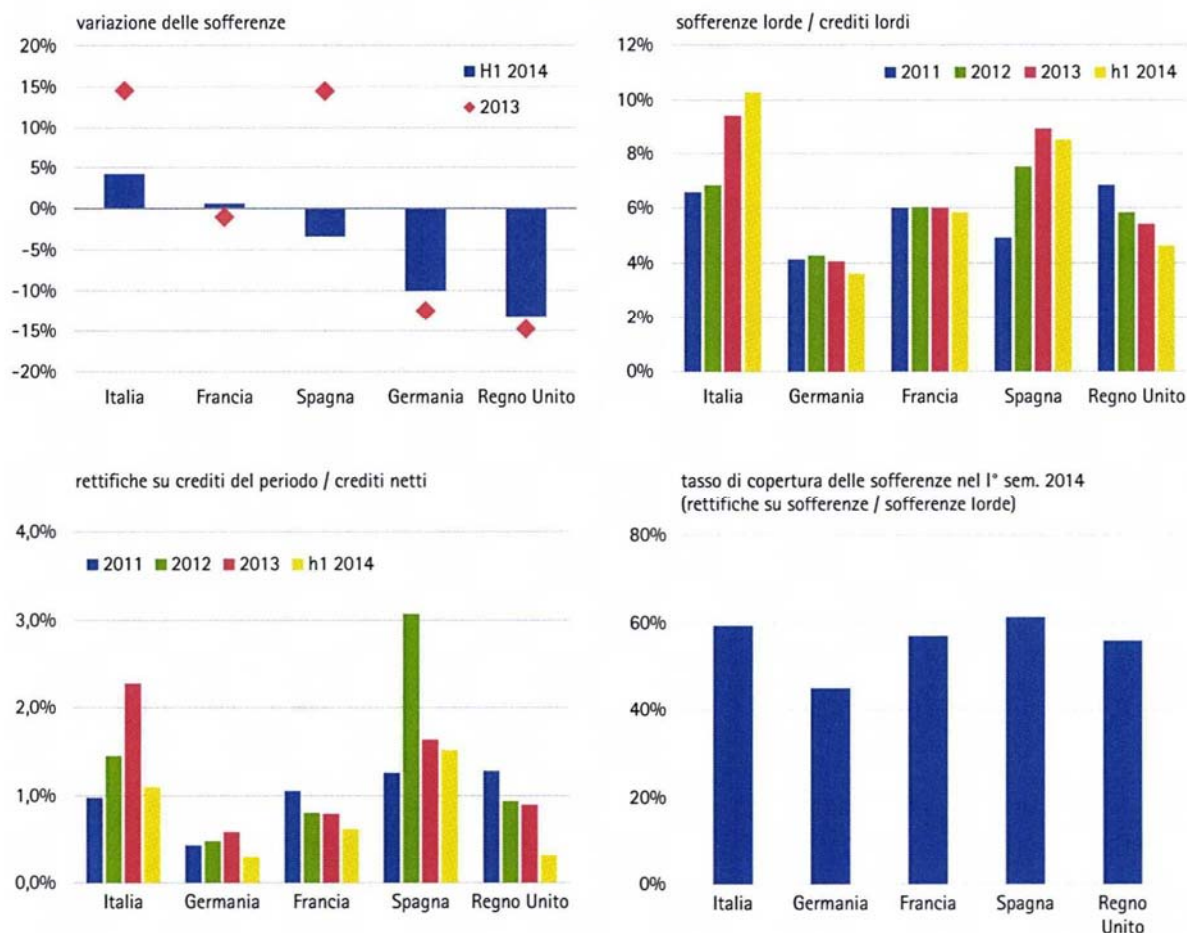 variazione delle sofferenze
20%
15%
10%
5%
0%
-5%
-10%
-15%
-20%
H1 2014
2013
Italia Francia Spagna Germania Regno Unito
sofferenze lorde / crediti lordi
12%
10%
8%
6%
4%
2%
0%
2011 2012 2013 h1 2014
Italia Germania Francia Spagna Regno Unito
rettifiche su crediti del periodo / crediti netti
4,0%
3,0%
2,0%
1,0%
0,0%
2011 2012 2013 h1 2014
Italia Germania Francia Spagna Regno Unito
tasso di copertura delle sofferenze nel I° sem. 2014
(rettifiche su sofferenze / sofferenze lorde)
80%
60%
40%
20%
0%
Italia Germania Francia Spagna Regno
Unito